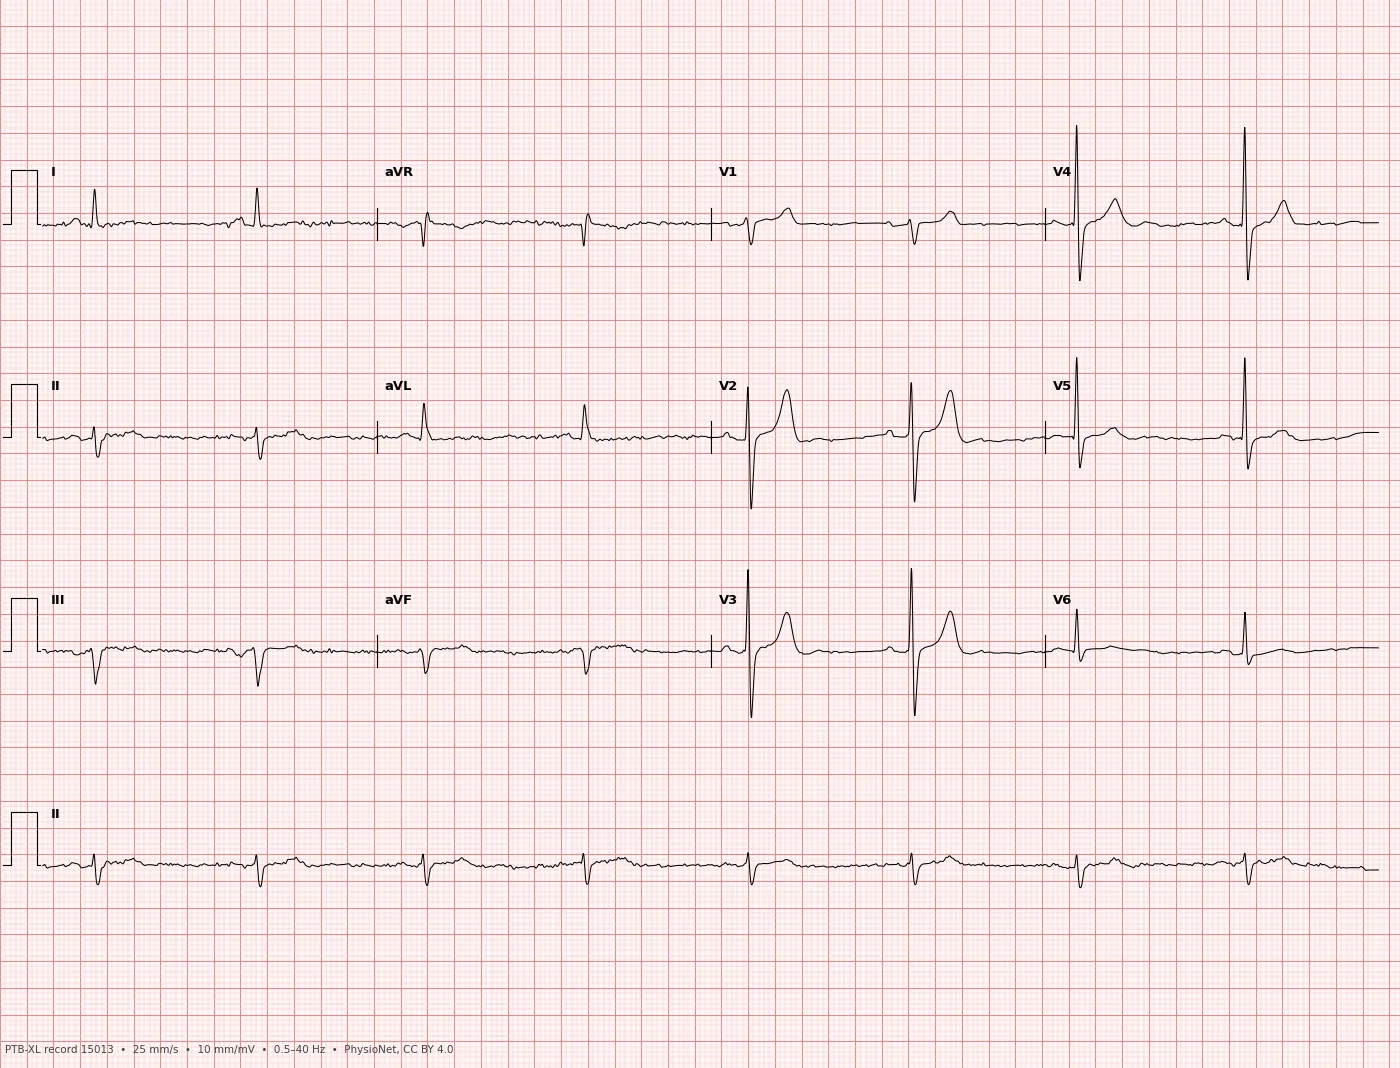 I aVR V1 V4
II aVL V2 V5
III aVF V3 V6
II
PTB-XL record 15013 • 25 mm/s • 10 mm/mV • 0.5–40 Hz • PhysioNet, CC BY 4.0